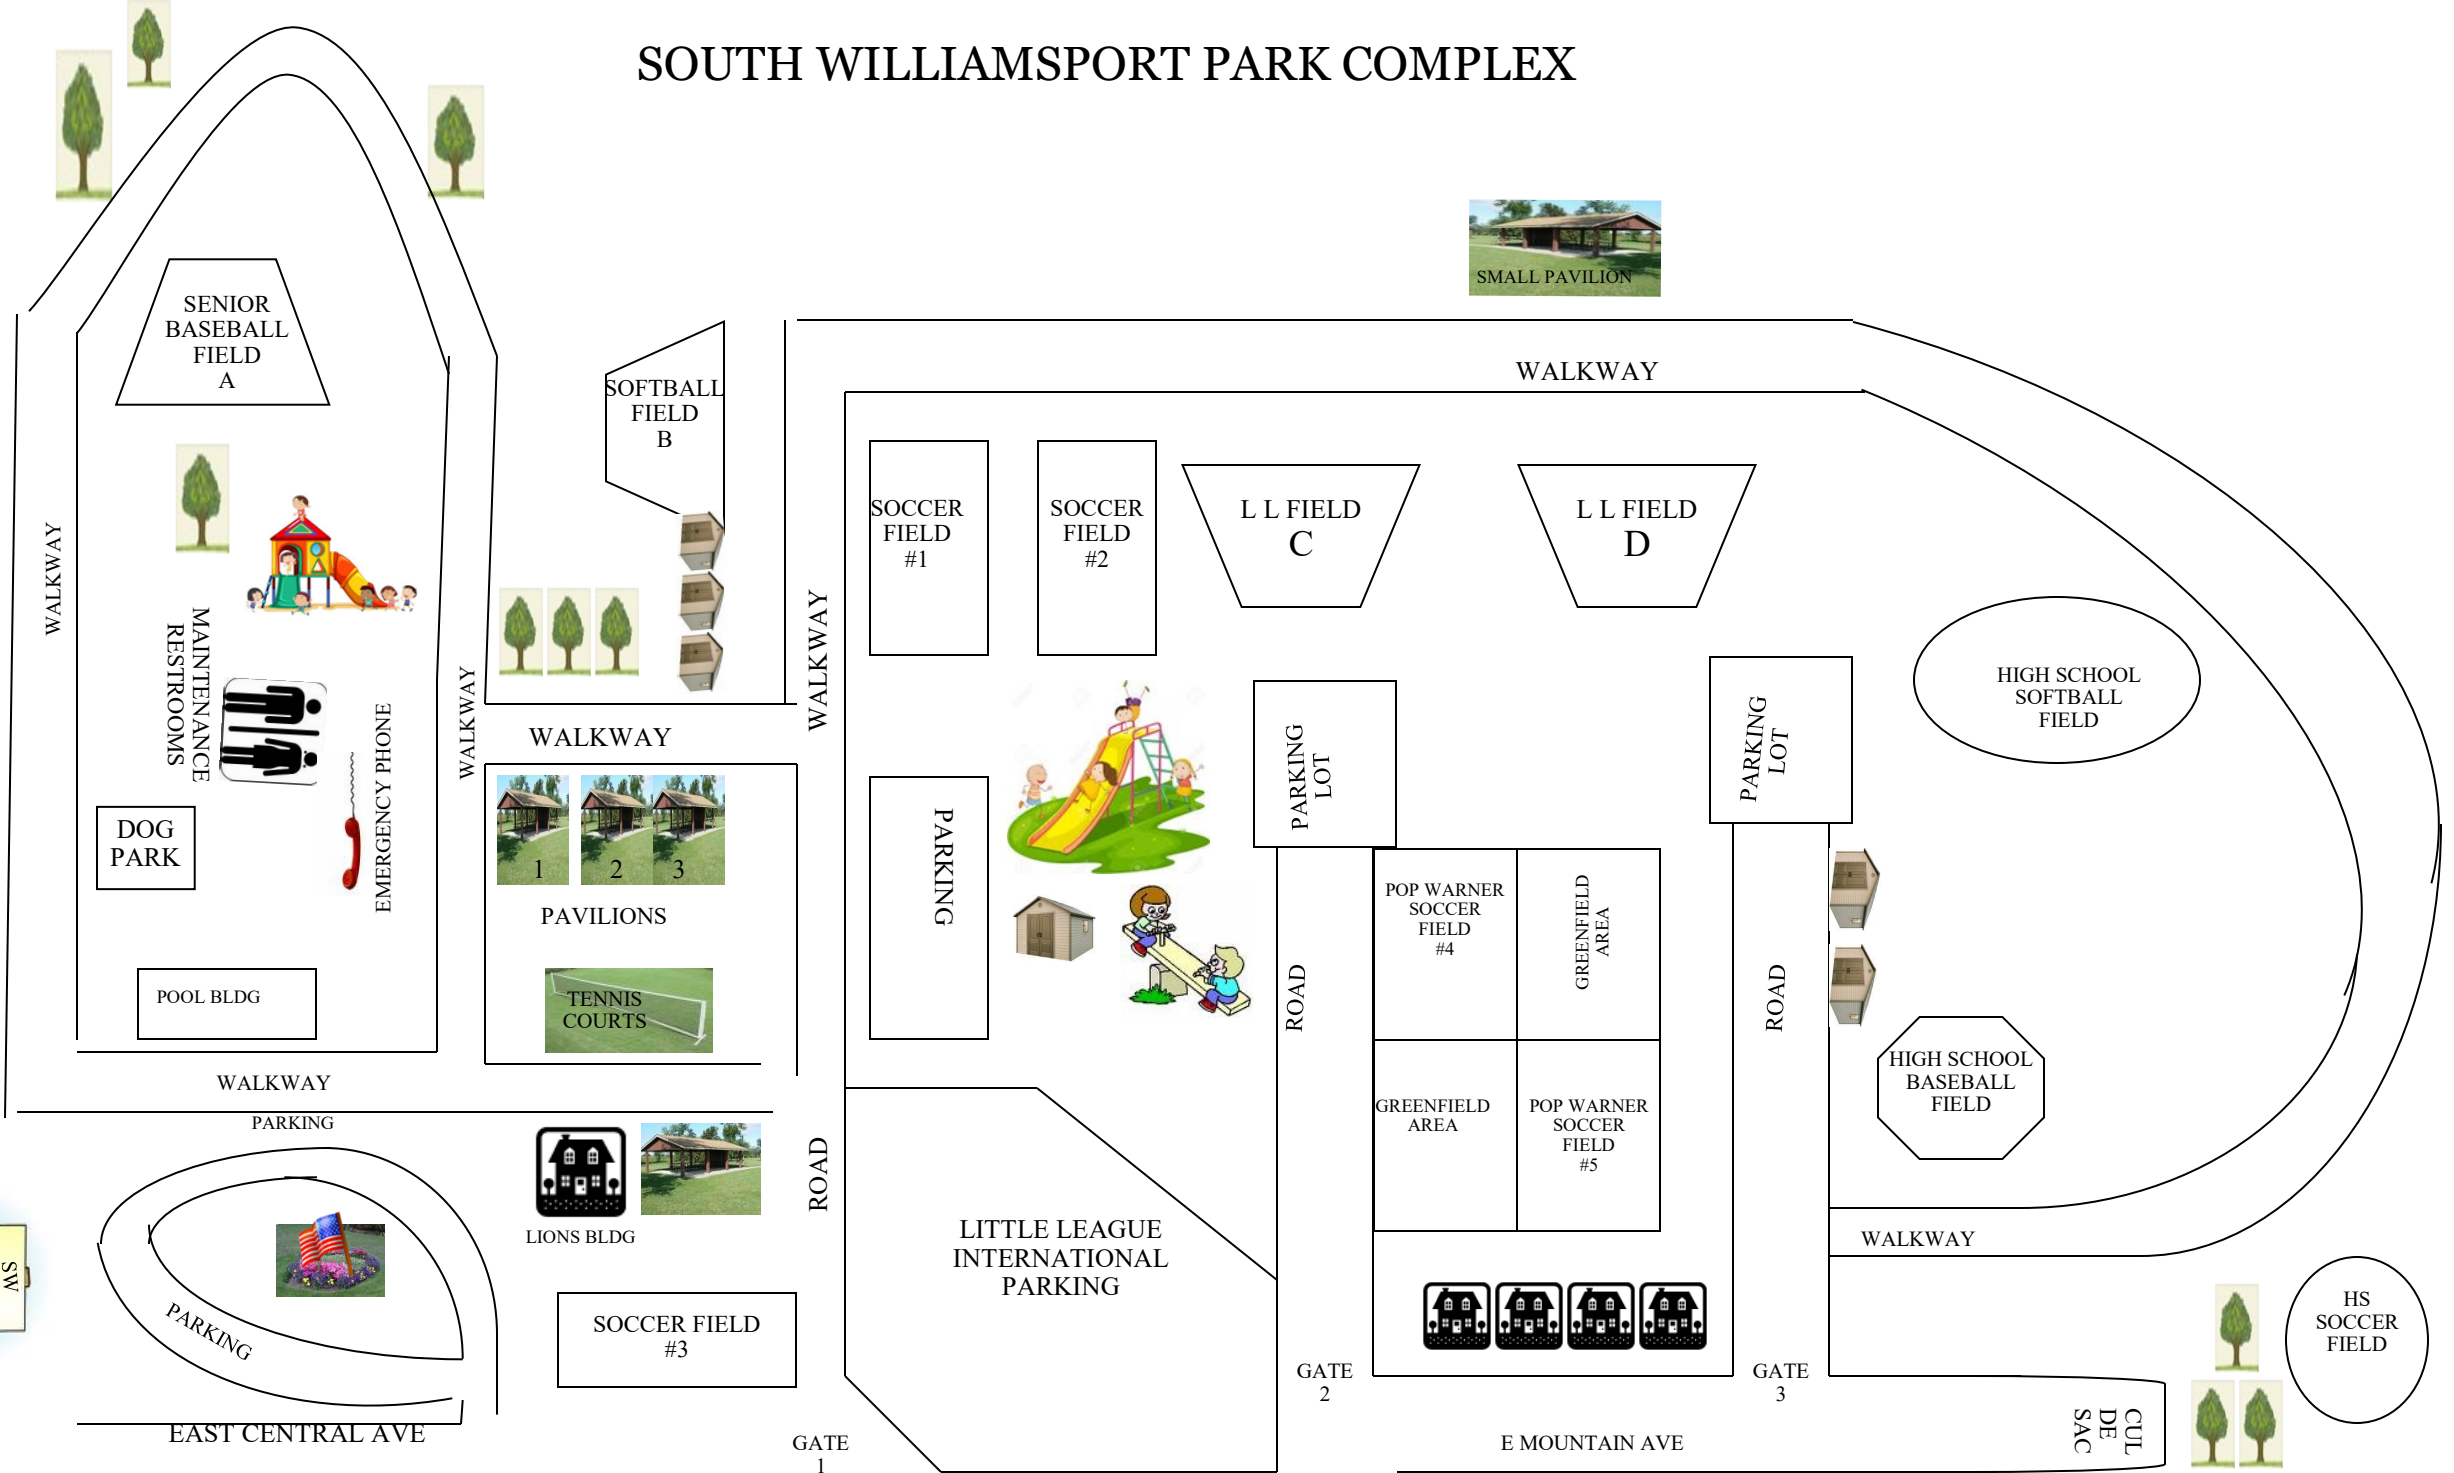 SOUTH WILLIAMSPORT PARK COMPLEX
SMALL PAVILION
SENIOR
BASEBALL
FIELD
A
WALKWAY
SOFTBALL
FIELD
B
WALKWAY
SOCCER
FIELD
#1
SOCCER
FIELD
#2
L L FIELD
C
L L FIELD
D
WALKWAY
MAINTENANCE
RESTROOMS
EMERGENCY PHONE
WALKWAY
WALKWAY
WALKWAY
HIGH SCHOOL
SOFTBALL
FIELD
PARKING
LOT
PARKING
LOT
DOG
PARK
1
2
3
PAVILIONS
PARKING
POP WARNER
SOCCER
FIELD
#4
GREENFIELD
AREA
ROAD
ROAD
POOL BLDG
TENNIS
COURTS
HIGH SCHOOL
BASEBALL
FIELD
WALKWAY
PARKING
GREENFIELD
AREA
POP WARNER
SOCCER
FIELD
#5
ROAD
LIONS BLDG
LITTLE LEAGUE
INTERNATIONAL
PARKING
WALKWAY
SW
PARKING
SOCCER FIELD
#3
HS
SOCCER
FIELD
GATE
2
GATE
3
EAST CENTRAL AVE
GATE
1
E MOUNTAIN AVE
CUL
DE
SAC